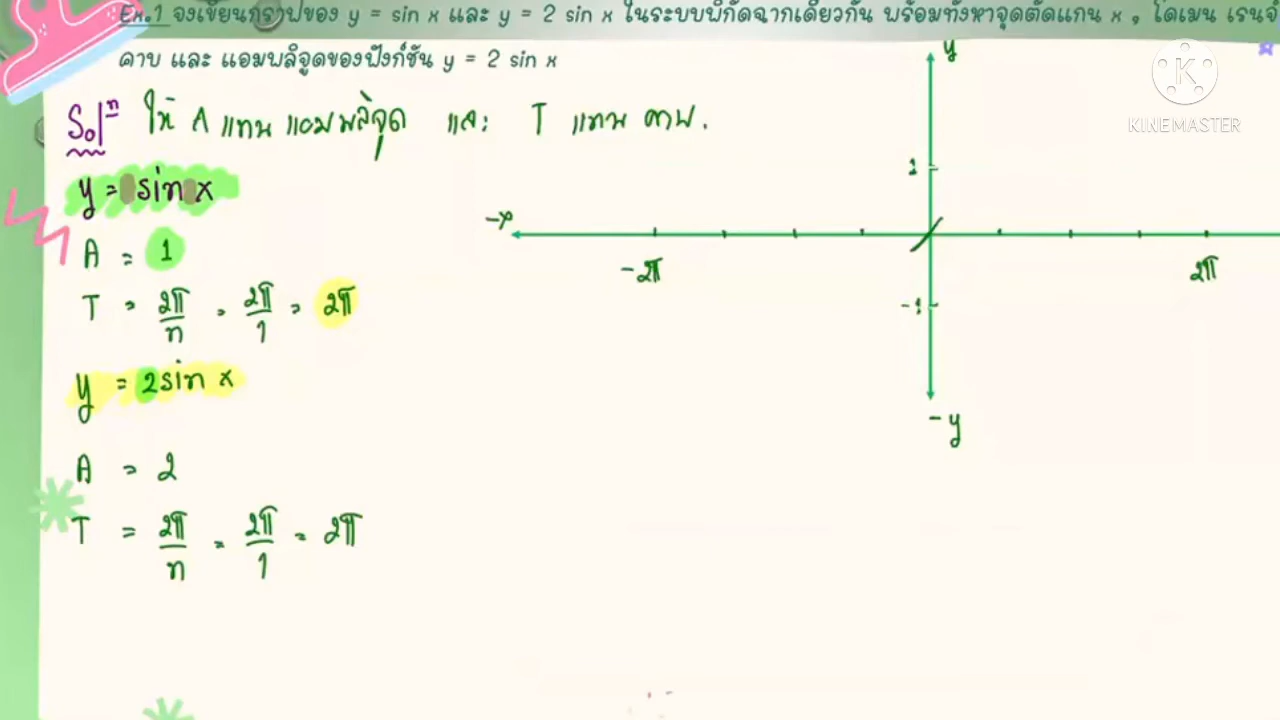 Ex.1 จงเขียนกราฟของ y = sin x และ y = 2 sin x ในระบบพิกัดฉากเดียวกัน พร้อมทั้งหาจุดตัดแกน x , โดเมน เรนจ์
คาบ และ แอมพลิจูดของฟังก์ชัน y = 2 sin x
Solⁿ ให้ A แทน แอมพลิจูด และ T แทน คาบ.
y = sin x
A = 1
T = 2π/n = 2π/1 = 2π
y = 2sin x
A = 2
T = 2π/n = 2π/1 = 2π
y
1
-x
-2π
2π
-1
-y
K
KINEMASTER